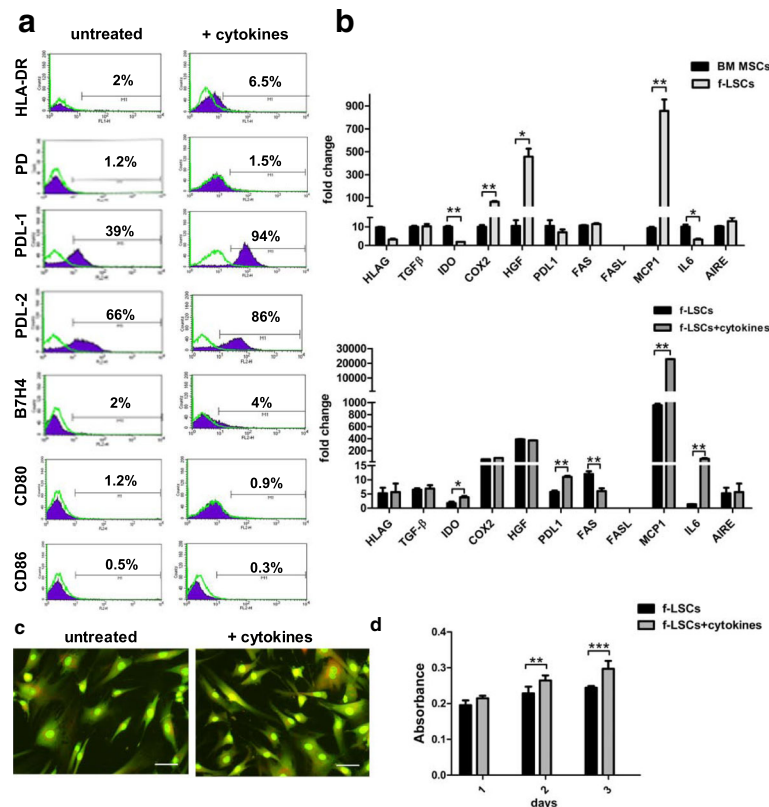 a
untreated
+ cytokines
HLA-DR
2%
6.5%
PD
1.2%
1.5%
PDL-1
39%
94%
PDL-2
66%
86%
B7H4
2%
4%
CD80
1.2%
0.9%
CD86
0.5%
0.3%
b
BM MSCs
f-LSCs
fold change
900
700
500
300
100
20
10
0
**
**
*
**
*
HLAG
TGFβ
IDO
COX2
HGF
PDL1
FAS
FASL
MCP1
IL6
AIRE
f-LSCs
f-LSCs+cytokines
fold change
30000
20000
10000
1000
800
600
400
200
15
10
5
0
*
**
**
**
**
HLAG
TGF-β
IDO
COX2
HGF
PDL1
FAS
FASL
MCP1
IL6
AIRE
c
untreated
+ cytokines
d
f-LSCs
f-LSCs+cytokines
Absorbance
0.4
0.3
0.2
0.1
0.0
**
***
1
2
3
days